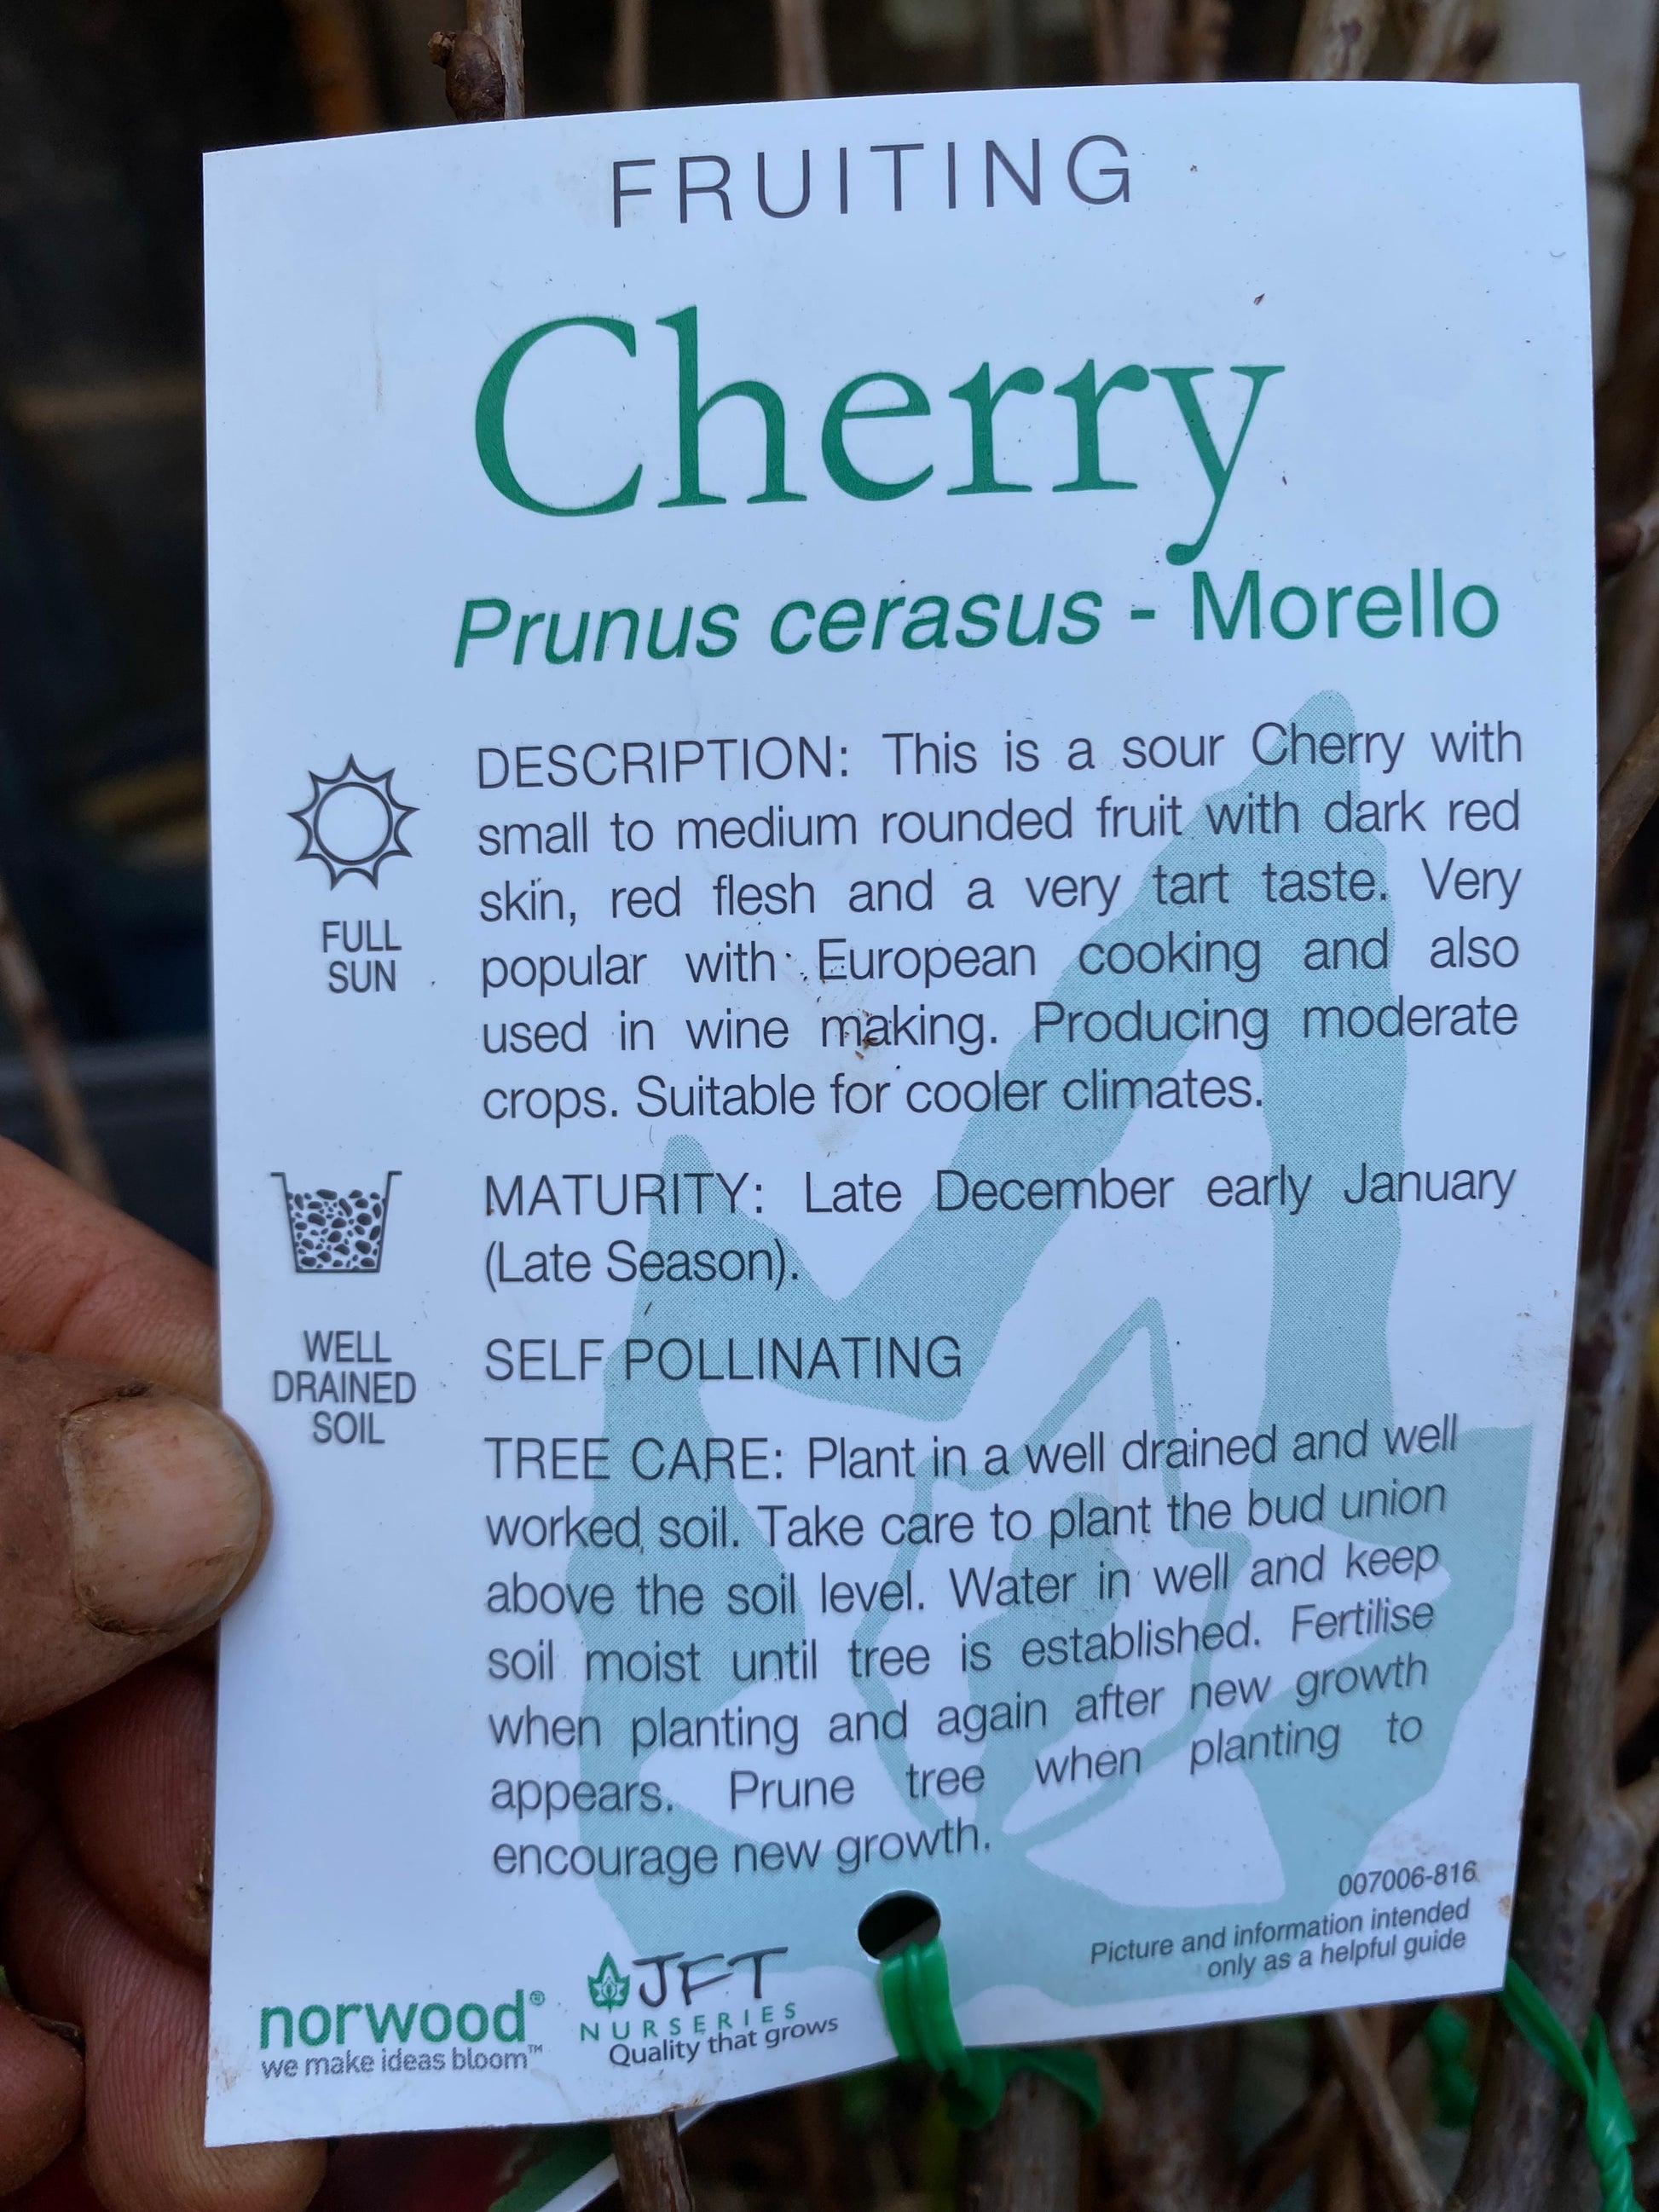 FRUITING
Cherry
Prunus cerasus - Morello
FULL
SUN
DESCRIPTION: This is a sour Cherry with
small to medium rounded fruit with dark red
skin, red flesh and a very tart taste. Very
popular with European cooking and also
used in wine making. Producing moderate
crops. Suitable for cooler climates.
MATURITY: Late December early January
(Late Season).
WELL
DRAINED
SOIL
SELF POLLINATING
TREE CARE: Plant in a well drained and well
worked soil. Take care to plant the bud union
above the soil level. Water in well and keep
soil moist until tree is established. Fertilise
when planting and again after new growth
appears. Prune tree when planting to
encourage new growth.
007006-816
Picture and information intended
only as a helpful guide
norwood®
we make ideas bloom™
JFT
NURSERIES
Quality that grows